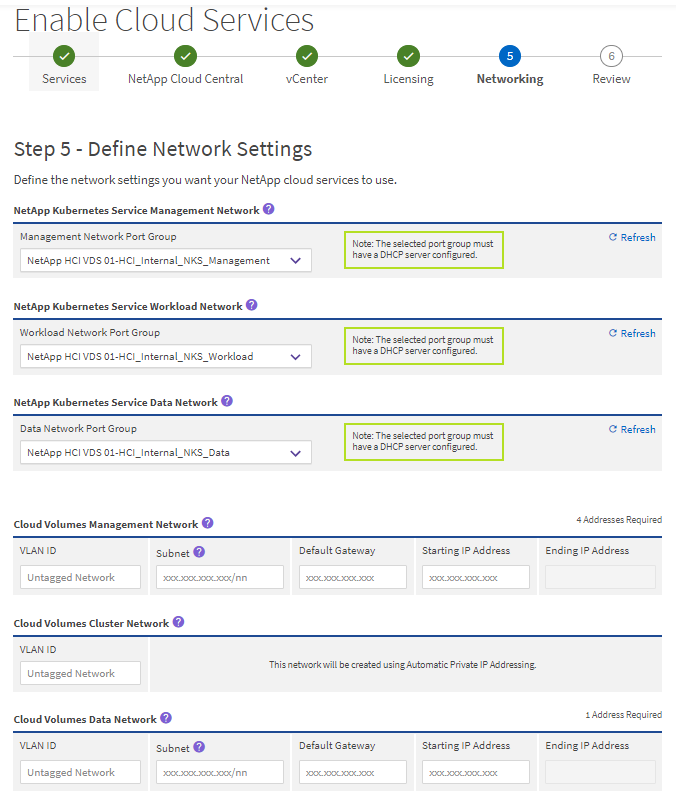 Enable Cloud Services
5
6
Services
NetApp Cloud Central
vCenter
Licensing
Networking
Review
Step 5 - Define Network Settings
Define the network settings you want your NetApp cloud services to use.
NetApp Kubernetes Service Management Network ?
Management Network Port Group
NetApp HCI VDS 01-HCI_Internal_NKS_Management
Note: The selected port group must
have a DHCP server configured.
Refresh
NetApp Kubernetes Service Workload Network ?
Workload Network Port Group
NetApp HCI VDS 01-HCI_Internal_NKS_Workload
Note: The selected port group must
have a DHCP server configured.
Refresh
NetApp Kubernetes Service Data Network ?
Data Network Port Group
NetApp HCI VDS 01-HCI_Internal_NKS_Data
Note: The selected port group must
have a DHCP server configured.
Refresh
Cloud Volumes Management Network ?
4 Addresses Required
VLAN ID
Subnet ?
Default Gateway
Starting IP Address
Ending IP Address
Untagged Network
xxx.xxx.xxx.xxx/nn
xxx.xxx.xxx.xxx
xxx.xxx.xxx.xxx
Cloud Volumes Cluster Network ?
VLAN ID
Untagged Network
This network will be created using Automatic Private IP Addressing.
Cloud Volumes Data Network ?
1 Address Required
VLAN ID
Subnet ?
Default Gateway
Starting IP Address
Ending IP Address
Untagged Network
xxx.xxx.xxx.xxx/nn
xxx.xxx.xxx.xxx
xxx.xxx.xxx.xxx